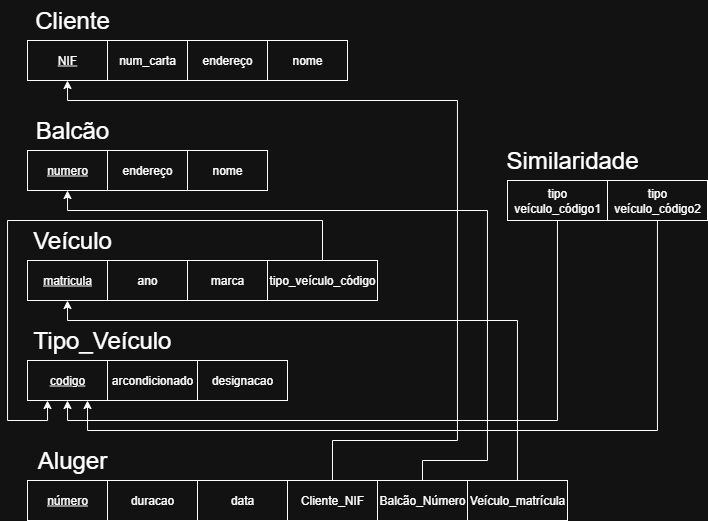 Cliente
NIF num_carta endereço nome
Balcão
numero endereço nome
Similaridade
tipo tipo
veículo_código1 veículo_código2
Veículo
matricula ano marca tipo_veículo_código
Tipo_Veículo
codigo arcondicionado designacao
Aluger
número duracao data Cliente_NIF Balcão_Número Veículo_matrícula